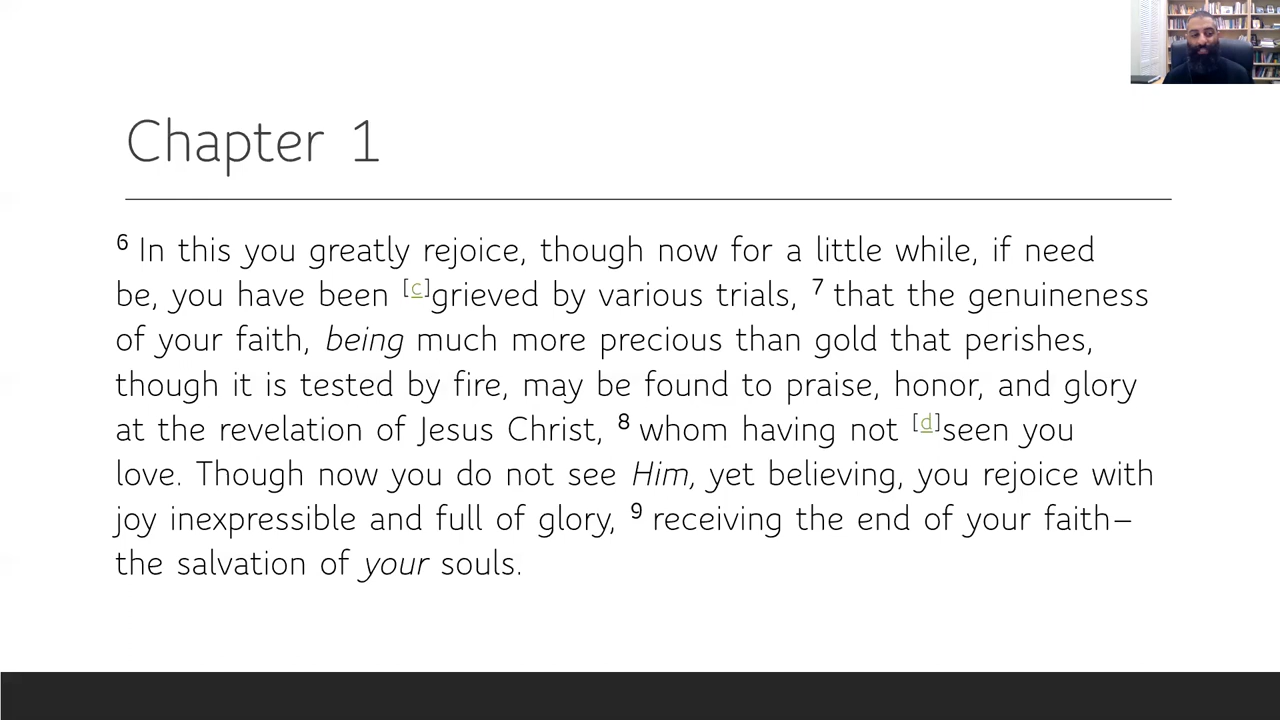 Chapter 1
6 In this you greatly rejoice, though now for a little while, if need
be, you have been [c]grieved by various trials, 7 that the genuineness
of your faith, being much more precious than gold that perishes,
though it is tested by fire, may be found to praise, honor, and glory
at the revelation of Jesus Christ, 8 whom having not [d]seen you
love. Though now you do not see Him, yet believing, you rejoice with
joy inexpressible and full of glory, 9 receiving the end of your faith—
the salvation of your souls.